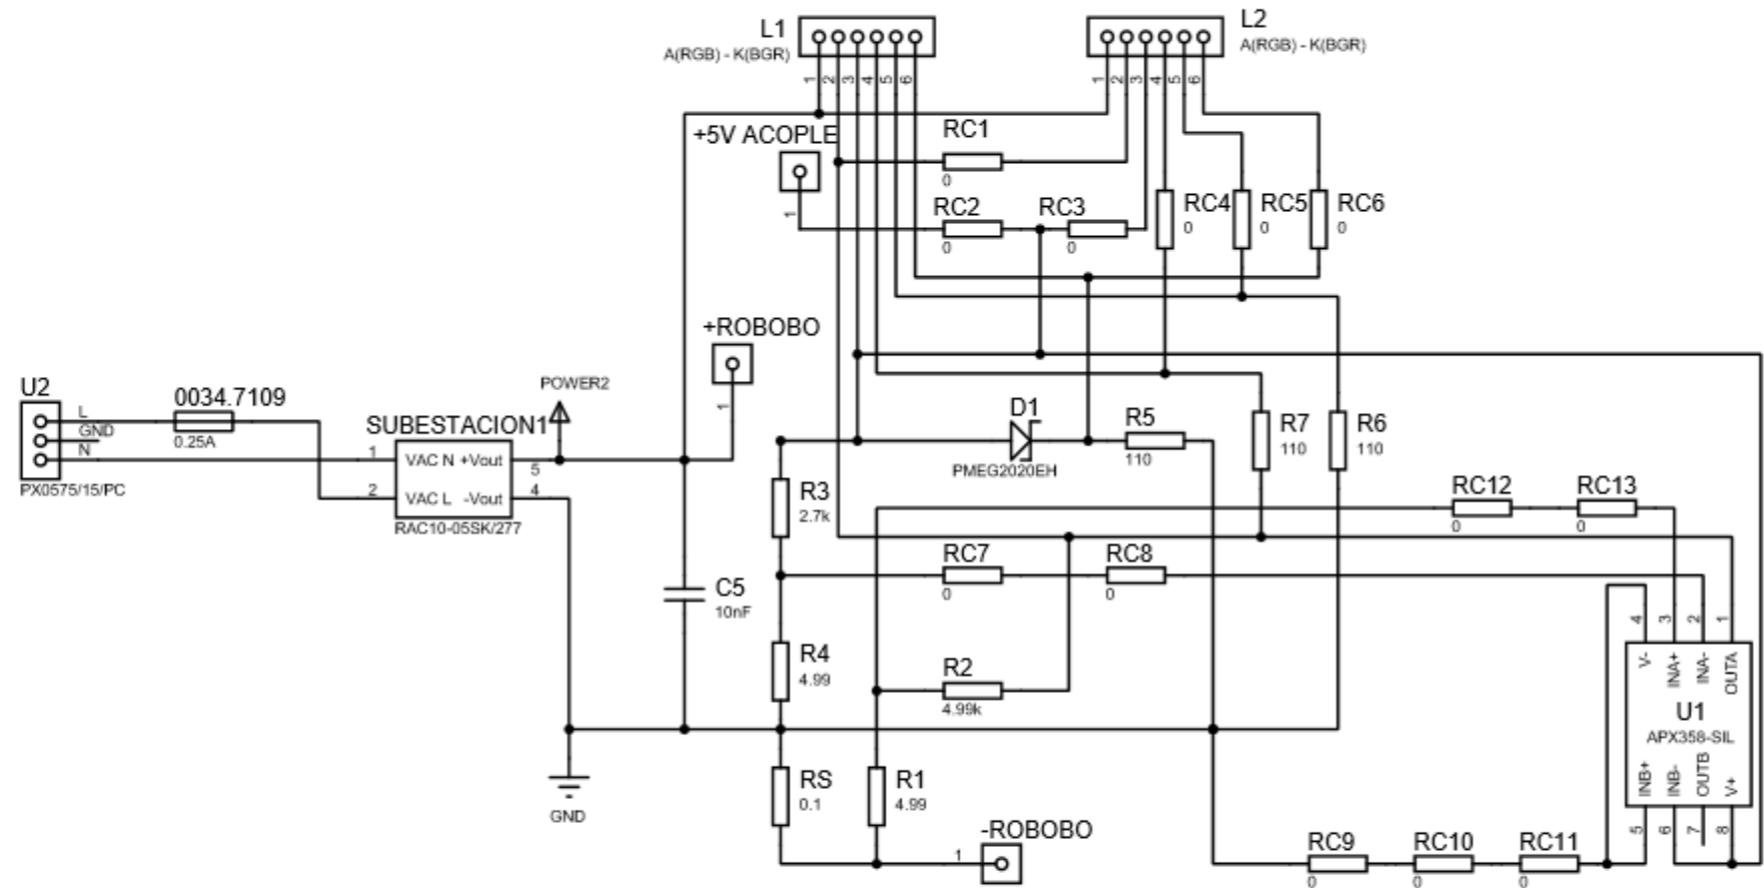 L1
A(RGB) - K(BGR)
1
2
3
4
5
6
L2
A(RGB) - K(BGR)
1
2
3
4
5
6
+5V ACOPLE
1
RC1
0
RC2
0
RC3
0
RC4
0
RC5
0
RC6
0
+ROBOBO
1
POWER2
U2
L
GND
N
PX0575/15/PC
0034.7109
0.25A
SUBESTACION1
1
2
VAC N +Vout
VAC L -Vout
5
4
RAC10-05SK/277
D1
PMEG2020EH
R5
110
R7
110
R6
110
R3
2.7k
RC12
0
RC13
0
RC7
0
RC8
0
C5
10nF
R4
4.99
R2
4.99k
4
3
2
1
V-
INA+
INA-
OUTA
U1
APX358-SIL
INB+
INB-
OUTB
V+
5
6
7
8
GND
RS
0.1
R1
4.99
-ROBOBO
1
RC9
0
RC10
0
RC11
0